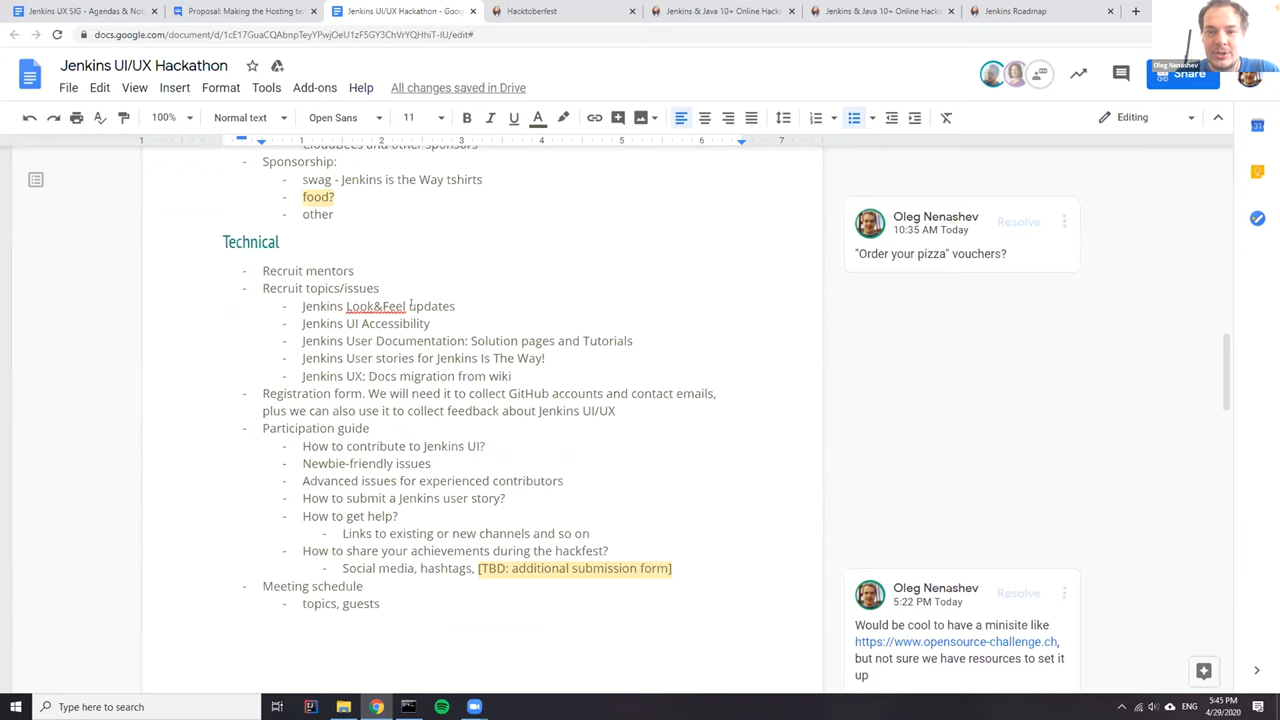 Jenkins UX SIG - Agendas & Not
Proposal: Making the Hosting te
Jenkins UI/UX Hackathon - Goog
Hacktoberfest
Jenkins & Java 10+ Online Hack
Jenkins & Java 10+ Online Hack
Jenkins Roadmap
docs.google.com/document/d/1cE17GuaCQAbnpTeyYPwjOeU1zF5GY3ChVrYQHhiT-IU/edit#
Oleg Nenashev
Jenkins UI/UX Hackathon
File Edit View Insert Format Tools Add-ons Help All changes saved in Drive
Share
100% Normal text Open Sans 11 B I U A Editing
1 1 2 3 4 5 6 7
CloudBees and other sponsors
- Sponsorship:
- swag - Jenkins is the Way tshirts
- food?
- other
Technical
- Recruit mentors
- Recruit topics/issues
- Jenkins Look&Feel updates
- Jenkins UI Accessibility
- Jenkins User Documentation: Solution pages and Tutorials
- Jenkins User stories for Jenkins Is The Way!
- Jenkins UX: Docs migration from wiki
- Registration form. We will need it to collect GitHub accounts and contact emails,
plus we can also use it to collect feedback about Jenkins UI/UX
- Participation guide
- How to contribute to Jenkins UI?
- Newbie-friendly issues
- Advanced issues for experienced contributors
- How to submit a Jenkins user story?
- How to get help?
- Links to existing or new channels and so on
- How to share your achievements during the hackfest?
- Social media, hashtags, [TBD: additional submission form]
- Meeting schedule
- topics, guests
Oleg Nenashev
Resolve
10:35 AM Today
"Order your pizza" vouchers?
Oleg Nenashev
Resolve
5:22 PM Today
Would be cool to have a minisite like
https://www.opensource-challenge.ch,
but not sure we have resources to set it
up
31
Type here to search
ENG
5:45 PM
4/29/2020